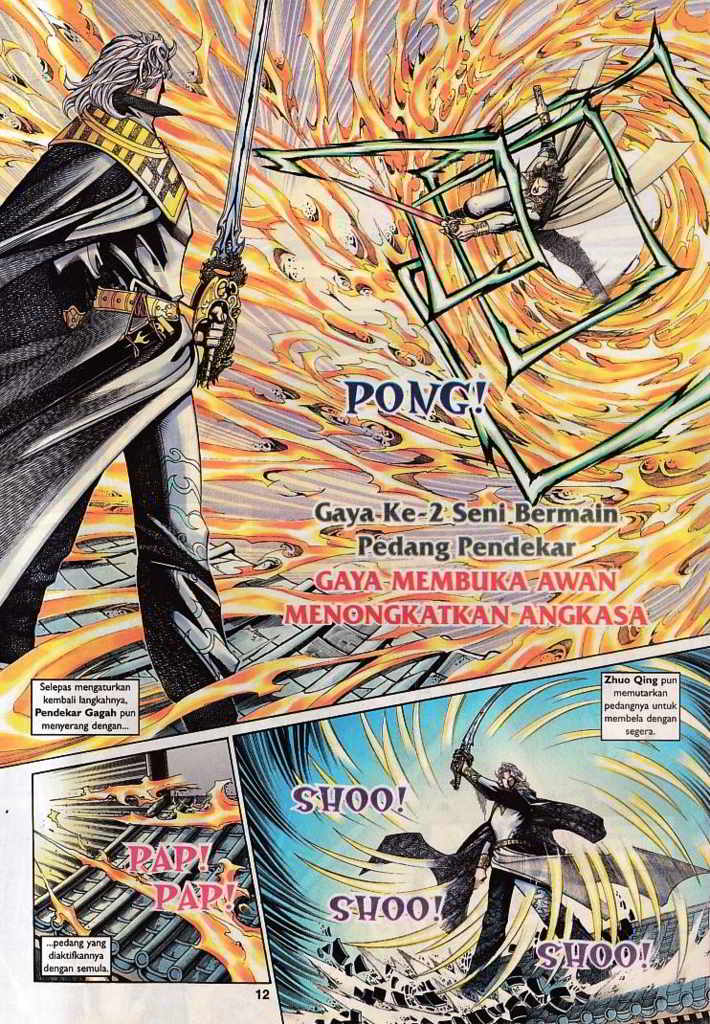 PONG!
Gaya Ke-2 Seni Bermain
Pedang Pendekar
GAYA MEMBUKA AWAN
MENONGKATKAN ANGKASA
Selepas mengaturkan
kembali langkahnya,
Pendekar Gagah pun
menyerang dengan...
PAP!
PAP!
...pedang yang
diaktifkannya
dengan semula.
Zhuo Qing pun
memutarkan
pedangnya untuk
membela dengan
segera.
SHOO!
SHOO!
SHOO!
12